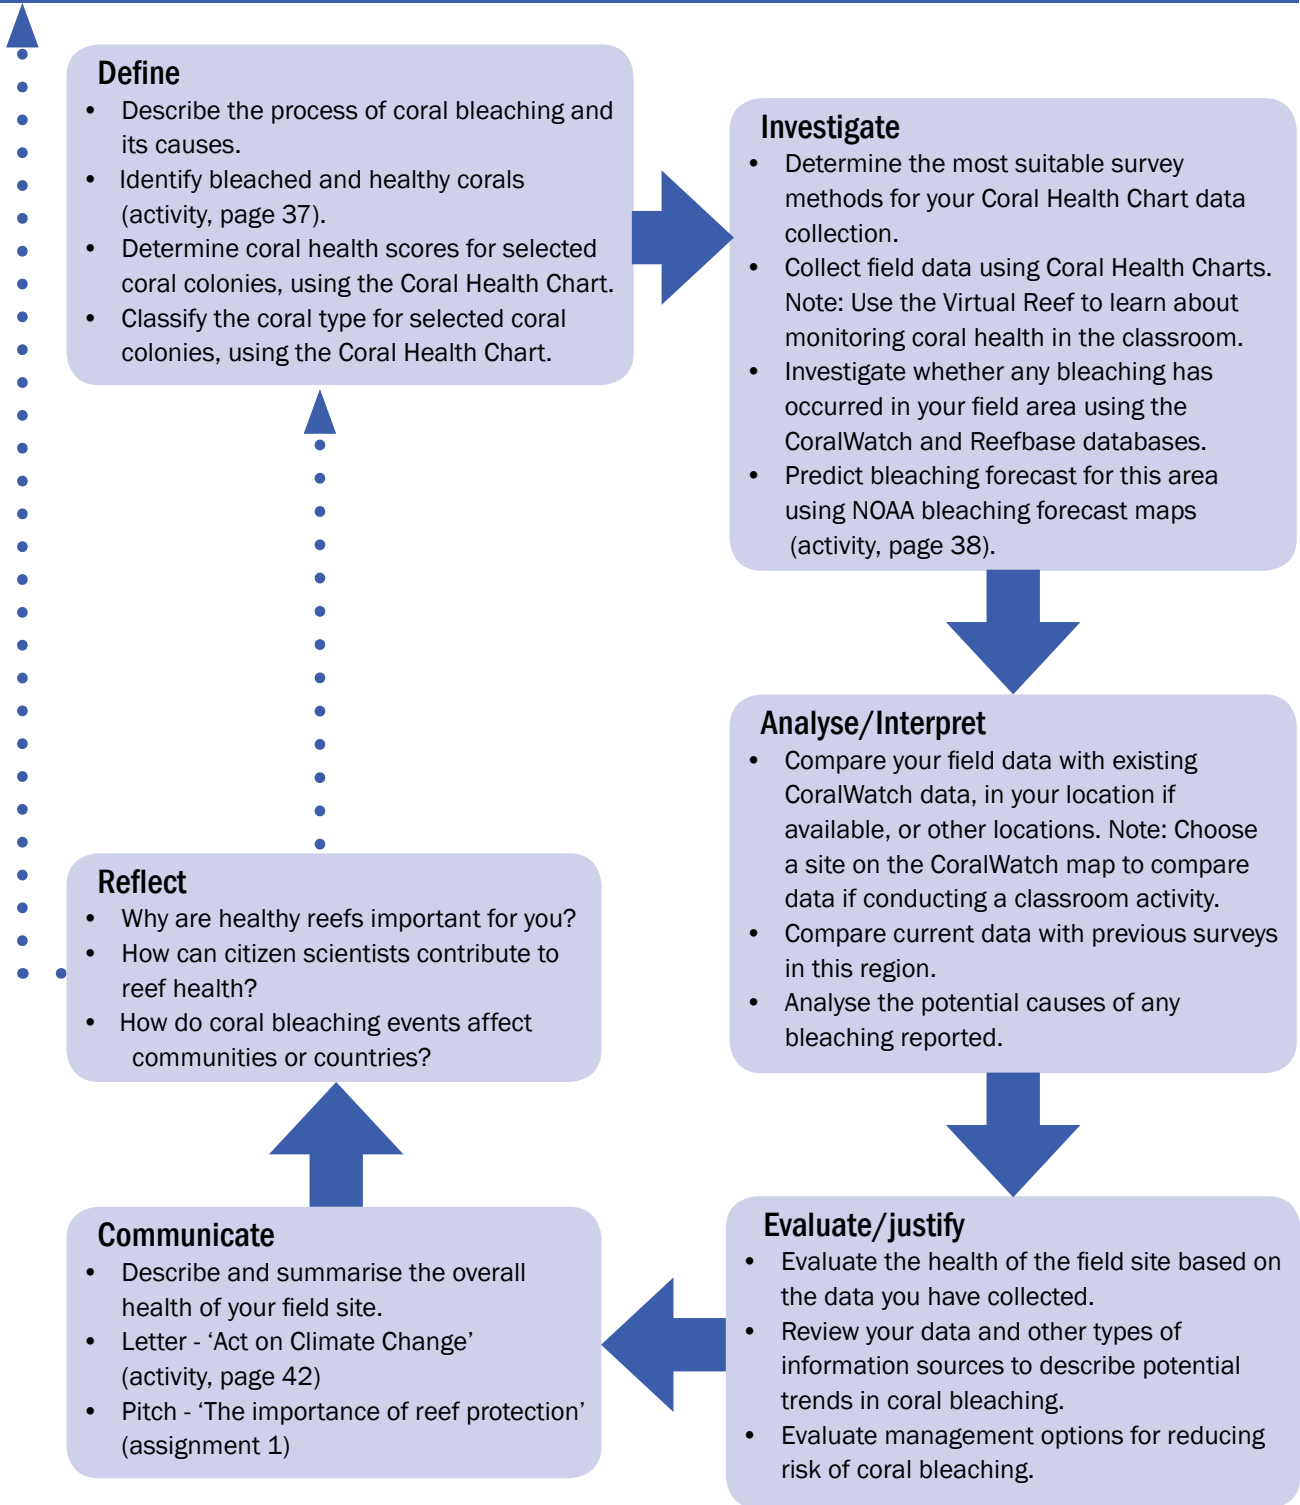 Define
• Describe the process of coral bleaching and
its causes.
• Identify bleached and healthy corals
(activity, page 37).
• Determine coral health scores for selected
coral colonies, using the Coral Health Chart.
• Classify the coral type for selected coral
colonies, using the Coral Health Chart.
Investigate
• Determine the most suitable survey
methods for your Coral Health Chart data
collection.
• Collect field data using Coral Health Charts.
Note: Use the Virtual Reef to learn about
monitoring coral health in the classroom.
• Investigate whether any bleaching has
occurred in your field area using the
CoralWatch and Reefbase databases.
• Predict bleaching forecast for this area
using NOAA bleaching forecast maps
(activity, page 38).
Analyse/Interpret
• Compare your field data with existing
CoralWatch data, in your location if
available, or other locations. Note: Choose
a site on the CoralWatch map to compare
data if conducting a classroom activity.
• Compare current data with previous surveys
in this region.
• Analyse the potential causes of any
bleaching reported.
Evaluate/justify
• Evaluate the health of the field site based on
the data you have collected.
• Review your data and other types of
information sources to describe potential
trends in coral bleaching.
• Evaluate management options for reducing
risk of coral bleaching.
Communicate
• Describe and summarise the overall
health of your field site.
• Letter - ‘Act on Climate Change’
(activity, page 42)
• Pitch - ‘The importance of reef protection’
(assignment 1)
Reflect
• Why are healthy reefs important for you?
• How can citizen scientists contribute to
reef health?
• How do coral bleaching events affect
communities or countries?